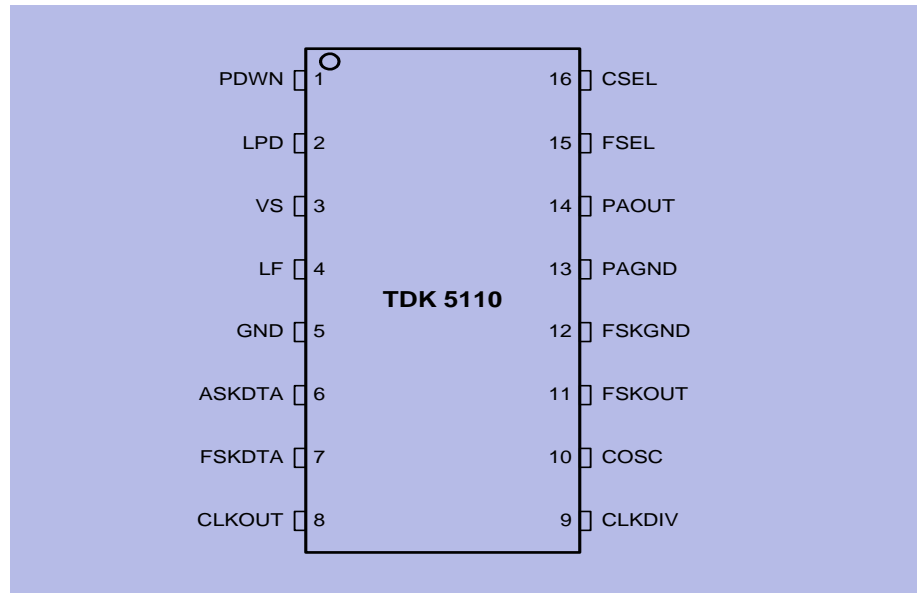 PDWN 1 16 CSEL
LPD 2 15 FSEL
VS 3 14 PAOUT
LF 4 13 PAGND
TDK 5110
GND 5 12 FSKGND
ASKDTA 6 11 FSKOUT
FSKDTA 7 10 COSC
CLKOUT 8 9 CLKDIV